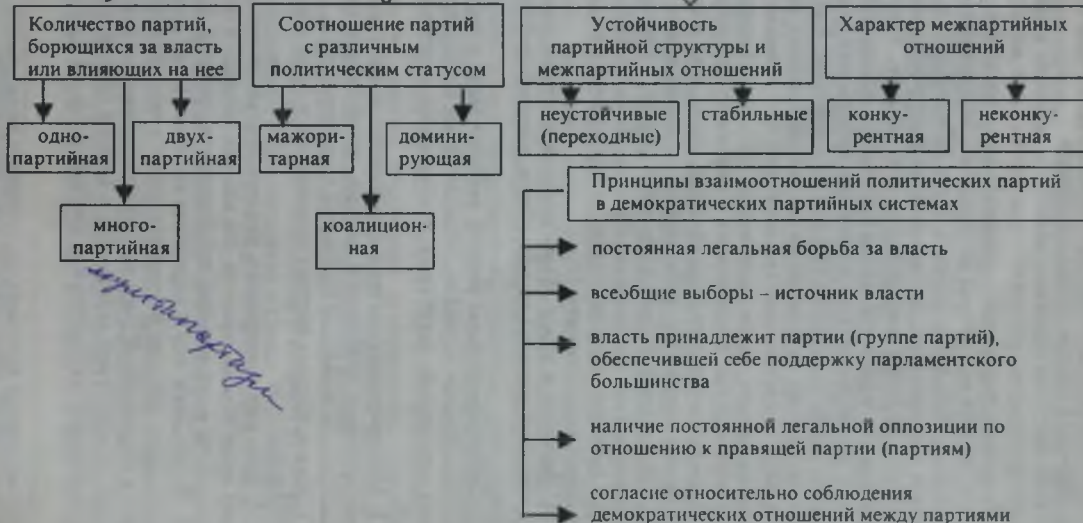 Количество партий,
борющихся за власть
или влияющих на нее
одно-
партийная
двух-
партийная
много-
партийная
Соотношение партий
с различным
политическим статусом
мажори-
тарная
домини-
рующая
коалицион-
ная
Устойчивость
партийной структуры и
межпартийных отношений
неустойчивые
(переходные)
стабильные
Характер межпартийных
отношений
конку-
рентная
неконку-
рентная
Принципы взаимоотношений политических партий
в демократических партийных системах
постоянная легальная борьба за власть
всеобщие выборы – источник власти
власть принадлежит партии (группе партий),
обеспечившей себе поддержку парламентского
большинства
наличие постоянной легальной оппозиции по
отношению к правящей партии (партиям)
согласие относительно соблюдения
демократических отношений между партиями